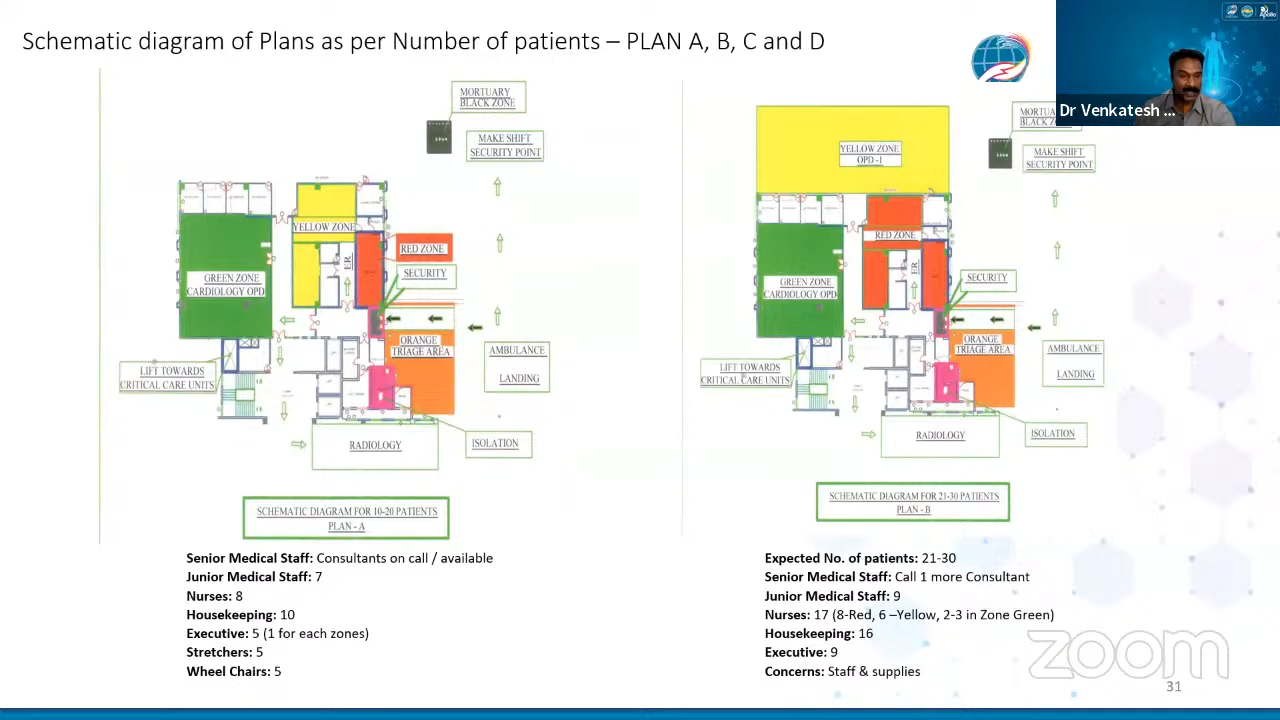 Schematic diagram of Plans as per Number of patients – PLAN A, B, C and D
Apollo
Dr Venkatesh ...
MORTUARY
BLACK ZONE
MAKE SHIFT
SECURITY POINT
YELLOW ZONE
RED ZONE
ER
SECURITY
GREEN ZONE
CARDIOLOGY OPD
ORANGE
TRIAGE AREA
AMBULANCE
LANDING
LIFT TOWARDS
CRITICAL CARE UNITS
RADIOLOGY
ISOLATION
SCHEMATIC DIAGRAM FOR 10-20 PATIENTS
PLAN - A
Senior Medical Staff: Consultants on call / available
Junior Medical Staff: 7
Nurses: 8
Housekeeping: 10
Executive: 5 (1 for each zones)
Stretchers: 5
Wheel Chairs: 5
MORTUA
BLACK Z
MAKE SHIFT
SECURITY POINT
YELLOW ZONE
OPD -1
RED ZONE
ER
SECURITY
GREEN ZONE
CARDIOLOGY OPD
ORANGE
TRIAGE AREA
AMBULANCE
LANDING
LIFT TOWARDS
CRITICAL CARE UNITS
RADIOLOGY
ISOLATION
SCHEMATIC DIAGRAM FOR 21-30 PATIENTS
PLAN - B
Expected No. of patients: 21-30
Senior Medical Staff: Call 1 more Consultant
Junior Medical Staff: 9
Nurses: 17 (8-Red, 6 –Yellow, 2-3 in Zone Green)
Housekeeping: 16
Executive: 9
Concerns: Staff & supplies
zoom
31